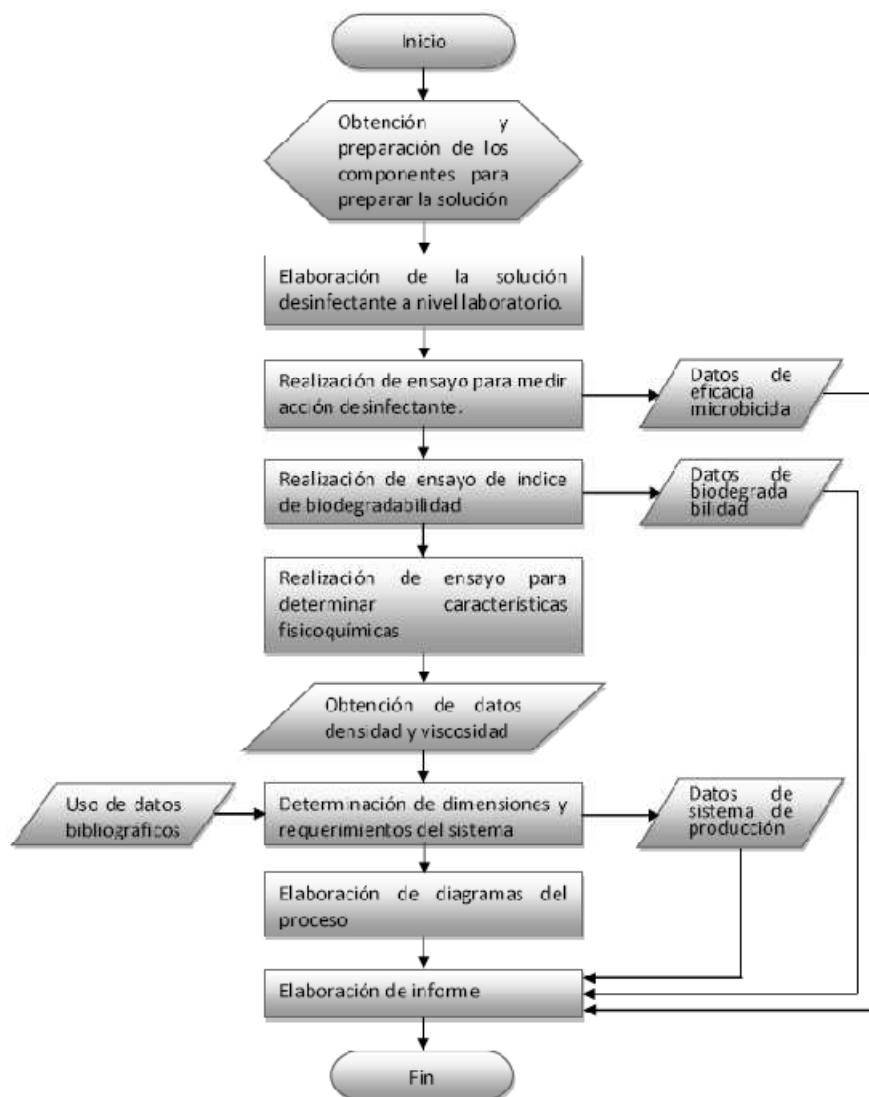 Inicio
Obtención y
preparación de los
componentes para
preparar la solución
Elaboración de la solución
desinfectante a nivel laboratorio.
Realización de ensayo para medir
acción desinfectante.
Datos de
eficacia
microbicida
Realización de ensayo de índice
de biodegradabilidad
Datos de
biodegrada
bilidad
Realización de ensayo para
determinar características
fisicoquímicas
Obtención de datos
densidad y viscosidad
Uso de datos
bibliográficos
Determinación de dimensiones y
requerimientos del sistema
Datos de
sistema de
producción
Elaboración de diagramas del
proceso
Elaboración de informe
Fin